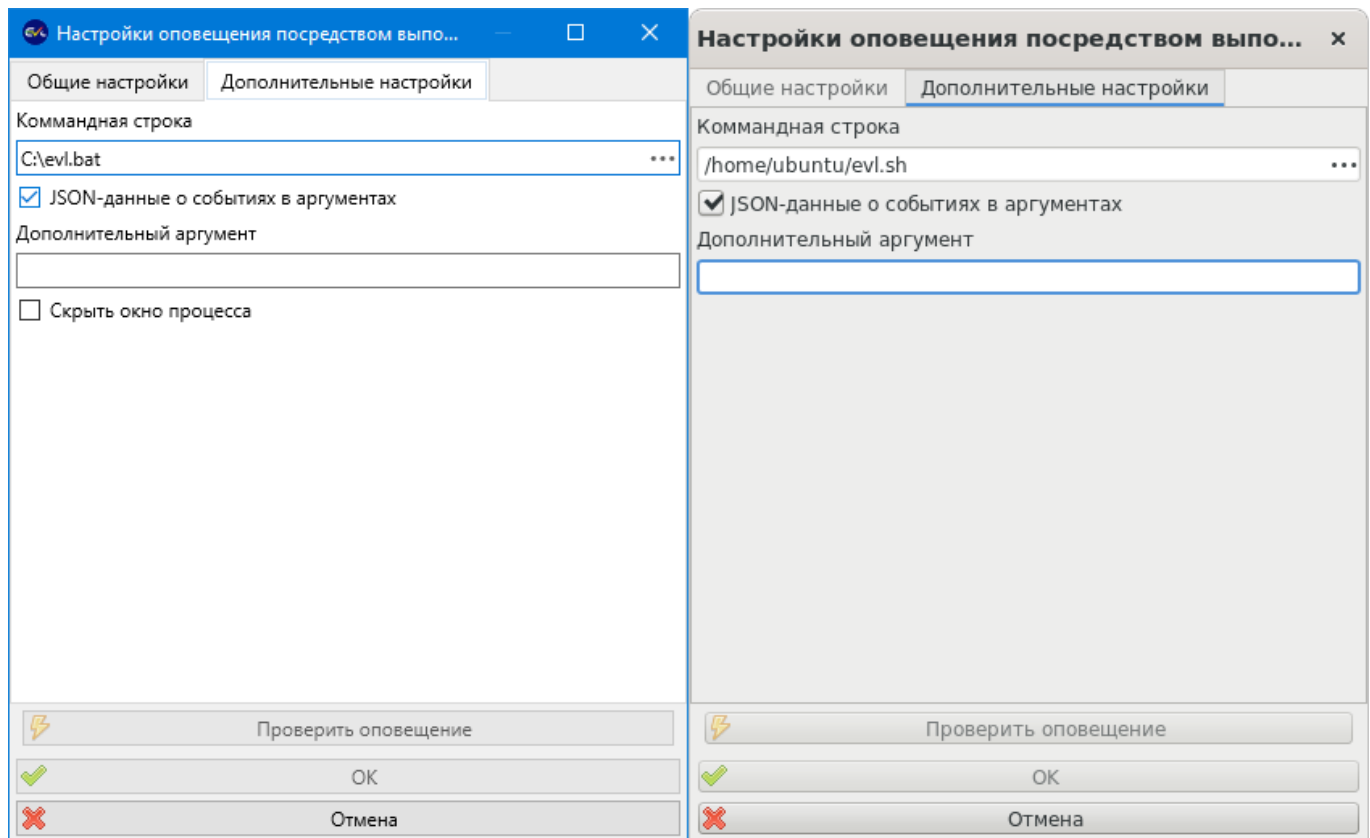 EVL Настройки оповещения посредством выпо...
Общие настройки Дополнительные настройки
Коммандная строка
C:\evl.bat ...
JSON-данные о событиях в аргументах
Дополнительный аргумент
Скрыть окно процесса
Проверить оповещение
OK
Отмена
Настройки оповещения посредством выпо...
Общие настройки Дополнительные настройки
Коммандная строка
/home/ubuntu/evl.sh ...
JSON-данные о событиях в аргументах
Дополнительный аргумент
Проверить оповещение
OK
Отмена